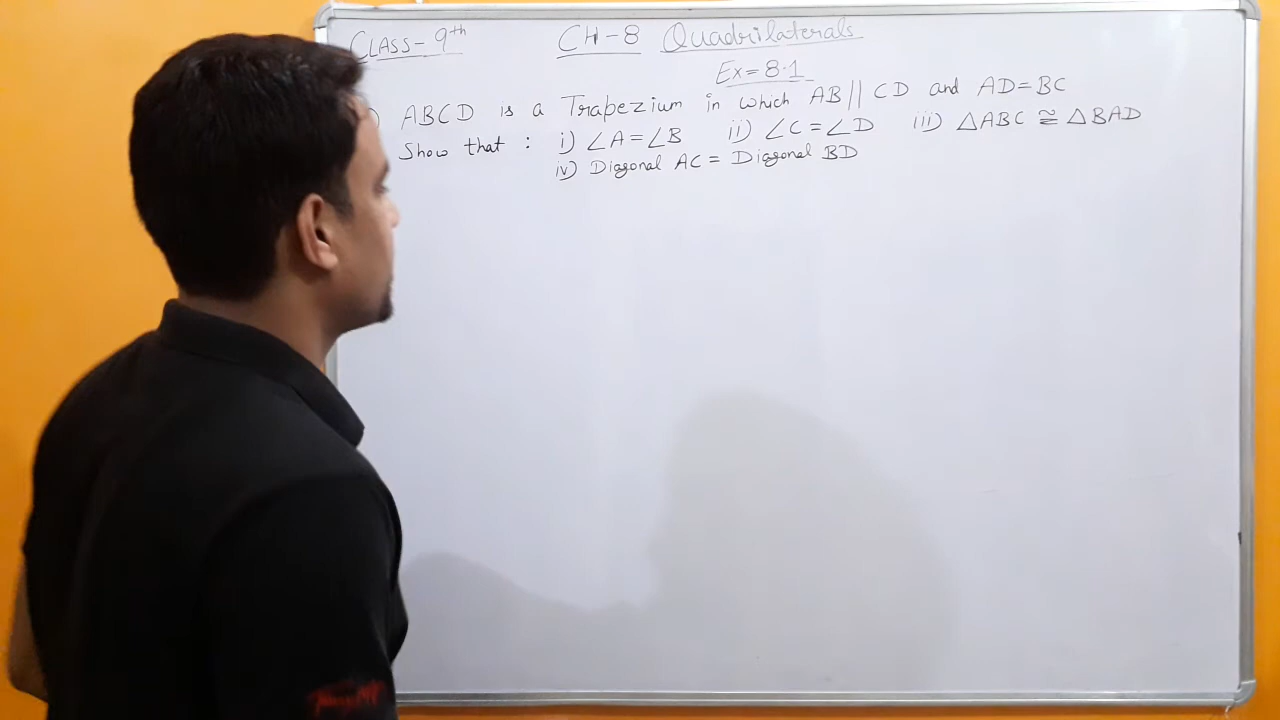 CLASS- 9th CH-8 Quadrilaterals
Ex= 8.1
) ABCD is a Trapezium in which AB || CD and AD=BC
Show that : i) ∠A=∠B ii) ∠C=∠D iii) △ABC ≅ △BAD
iv) Diagonal AC = Diagonal BD